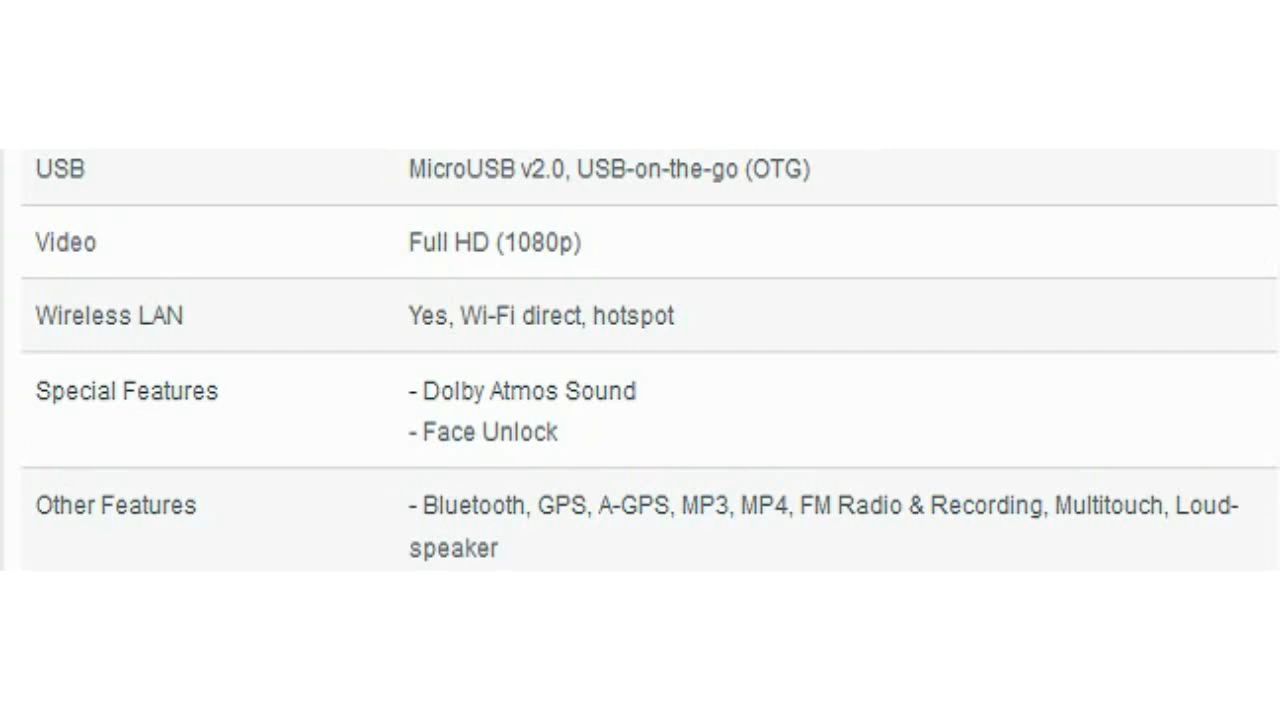 USB MicroUSB v2.0, USB-on-the-go (OTG)
Video Full HD (1080p)
Wireless LAN Yes, Wi-Fi direct, hotspot
Special Features - Dolby Atmos Sound
- Face Unlock
Other Features - Bluetooth, GPS, A-GPS, MP3, MP4, FM Radio & Recording, Multitouch, Loud-
speaker